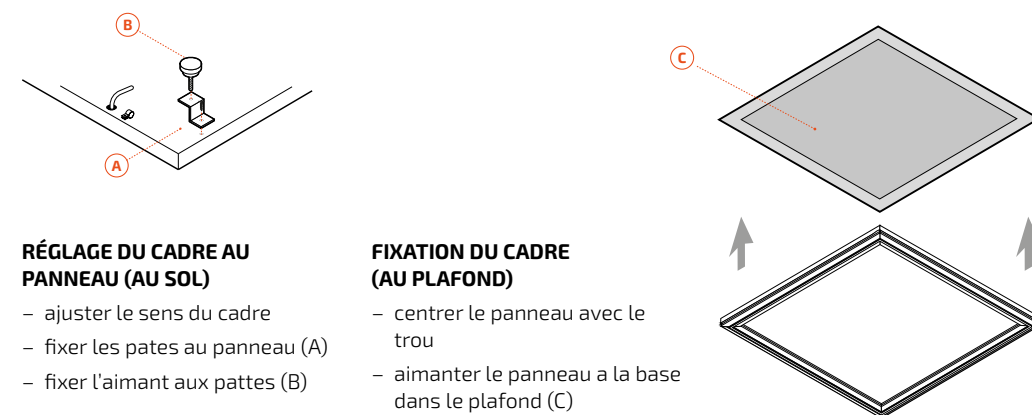 B
C
A
RÉGLAGE DU CADRE AU
PANNEAU (AU SOL)
– ajuster le sens du cadre
– fixer les pates au panneau (A)
– fixer l'aimant aux pattes (B)
FIXATION DU CADRE
(AU PLAFOND)
– centrer le panneau avec le
trou
– aimanter le panneau a la base
dans le plafond (C)